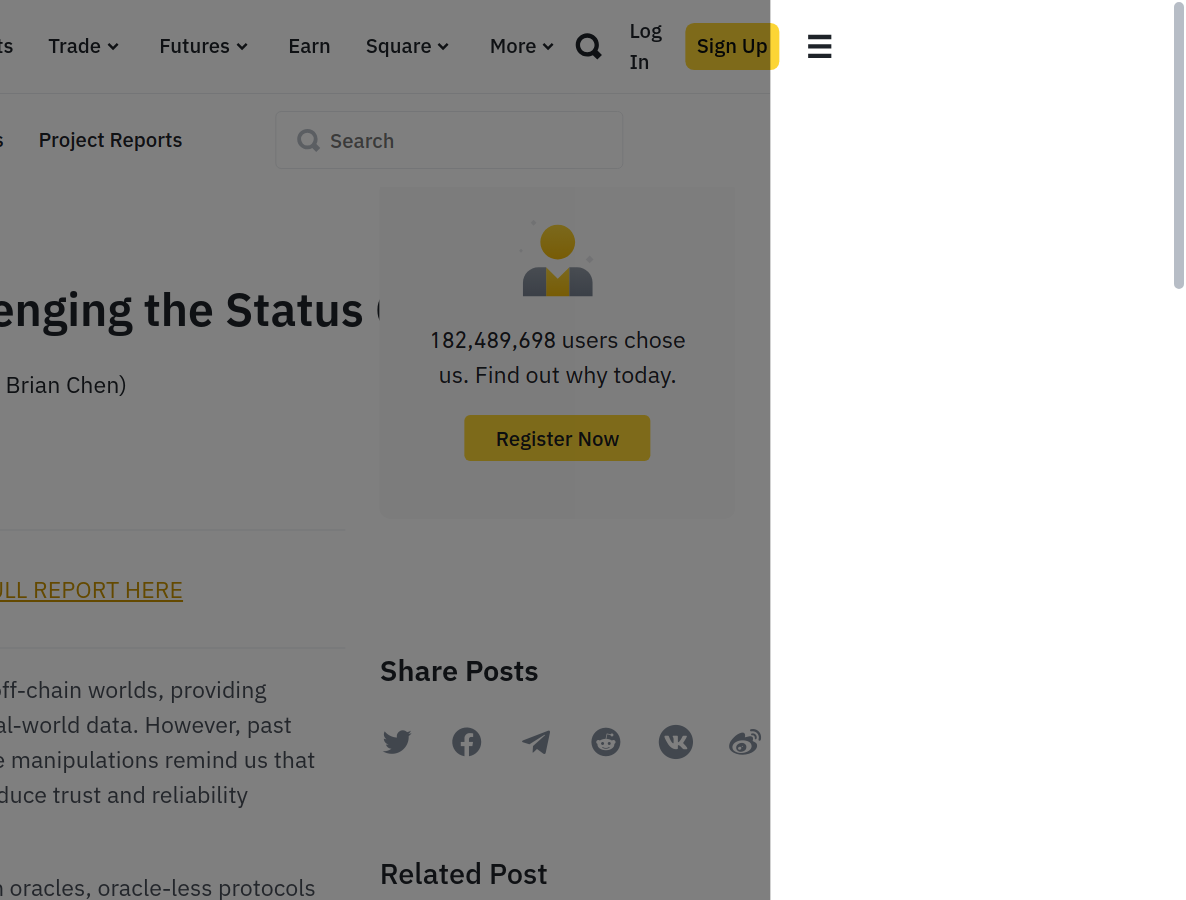 ts Trade Futures Earn Square More Log In Sign Up
s Project Reports Search
enging the Status
Brian Chen)
182,489,698 users chose
us. Find out why today.
Register Now
ULL REPORT HERE
off-chain worlds, providing
al-world data. However, past
e manipulations remind us that
duce trust and reliability
n oracles, oracle-less protocols
Share Posts
Related Post